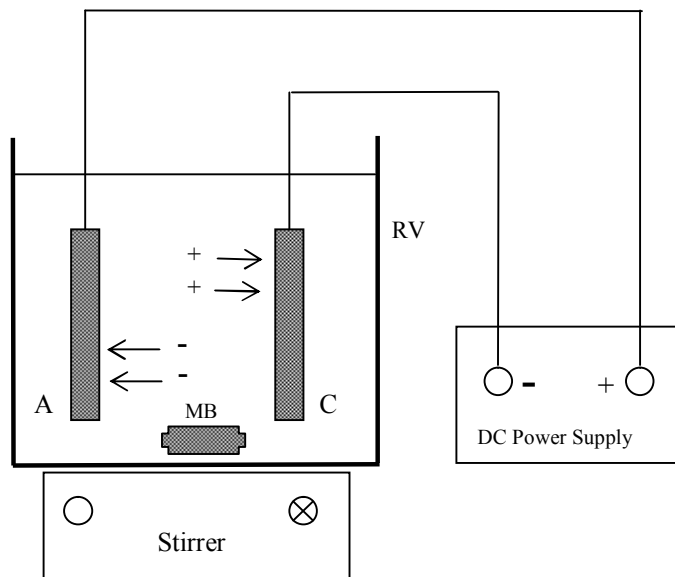 RV
+
+
-
-
A
C
MB
- +
DC Power Supply
Stirrer